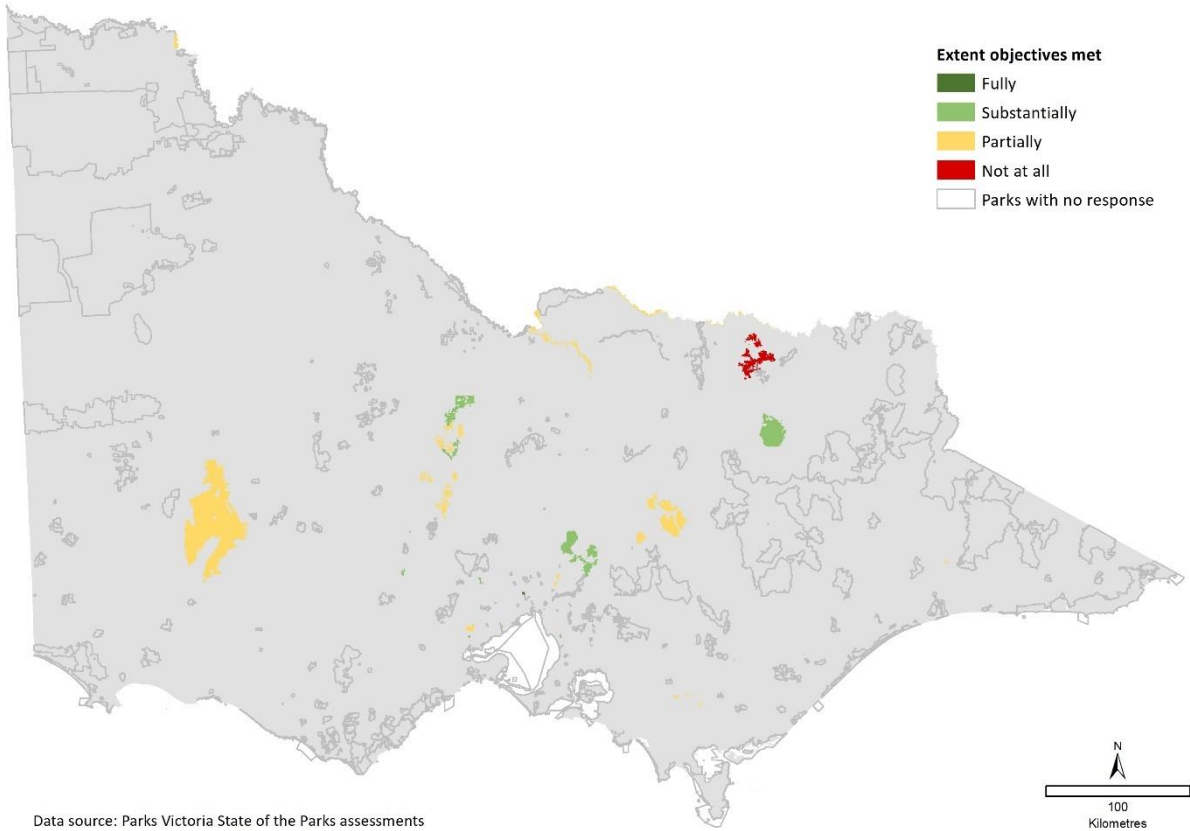 Extent objectives met
Fully
Substantially
Partially
Not at all
Parks with no response
N
100
Kilometres
Data source: Parks Victoria State of the Parks assessments